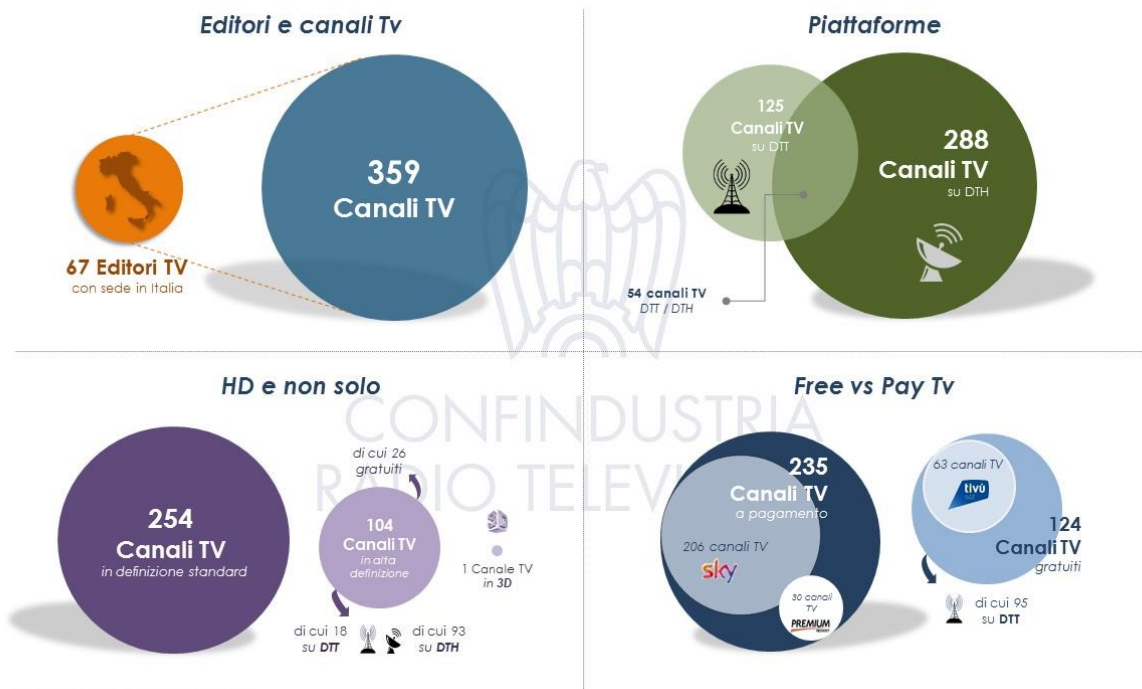 Editori e canali Tv
359
Canali TV
67 Editori TV
con sede in Italia
Piattaforme
125
Canali TV
su DTT
288
Canali TV
su DTH
54 canali TV
DTT / DTH
HD e non solo
254
Canali TV
in definizione standard
di cui 26
gratuiti
104
Canali TV
in alta
definizione
3D
1 Canale TV
in 3D
di cui 18
su DTT
di cui 93
su DTH
Free vs Pay Tv
235
Canali TV
a pagamento
206 canali TV
sky
30 canali
TV
PREMIUM
63 canali TV
tivù
sat
124
Canali TV
gratuiti
di cui 95
su DTT
CONFINDUSTRIA